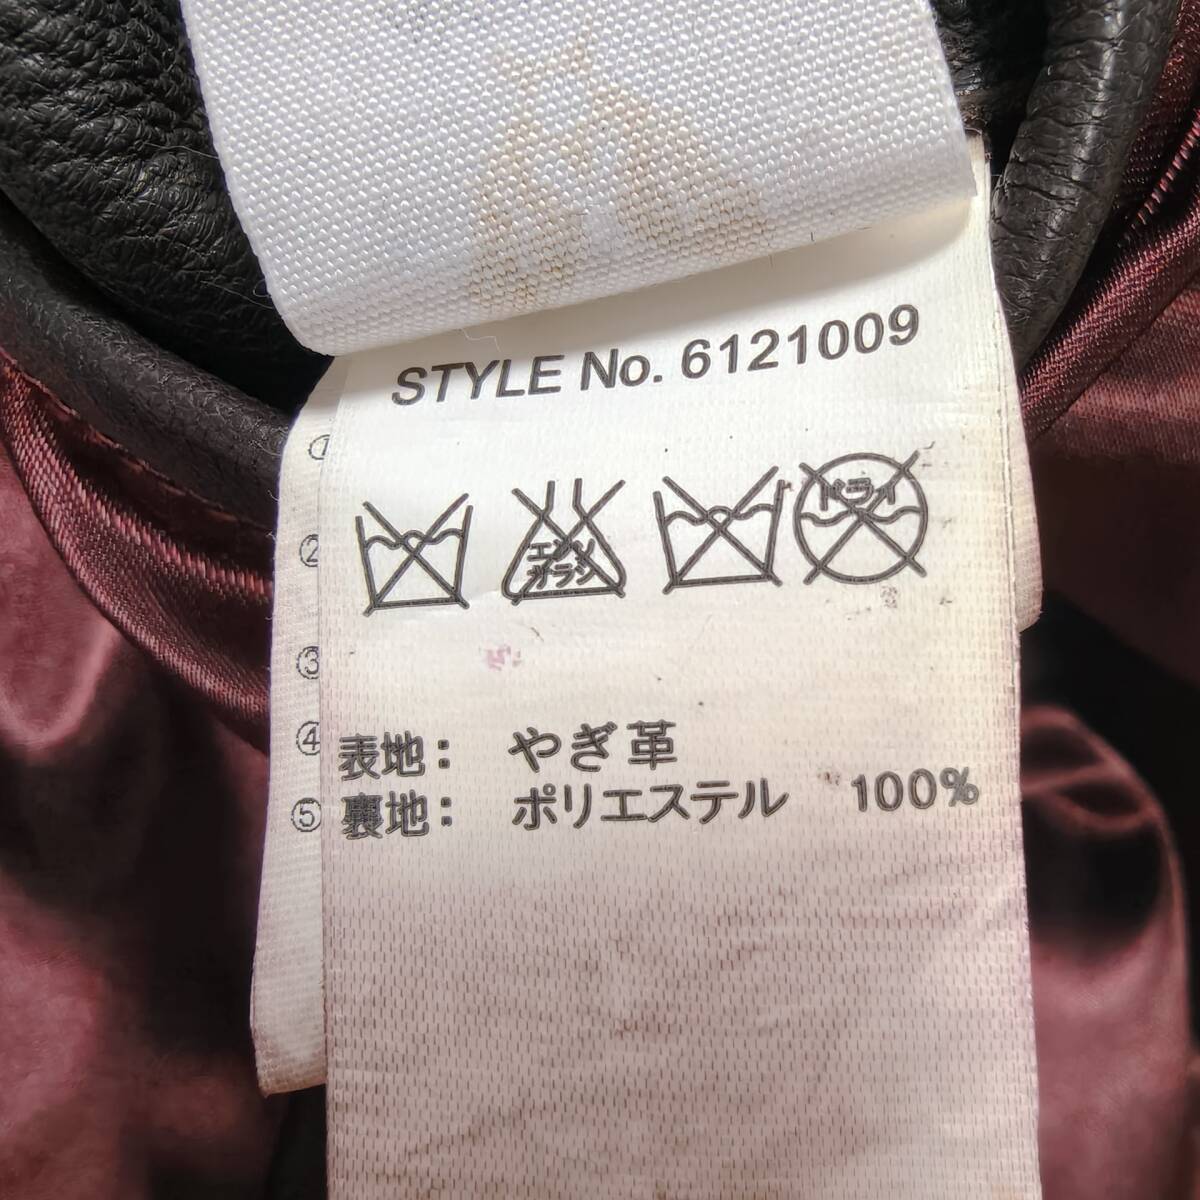 STYLE No. 6121009
エンソ サラシ ドライ
①
②
③
④
⑤
表地： やぎ革
裏地： ポリエステル 100%